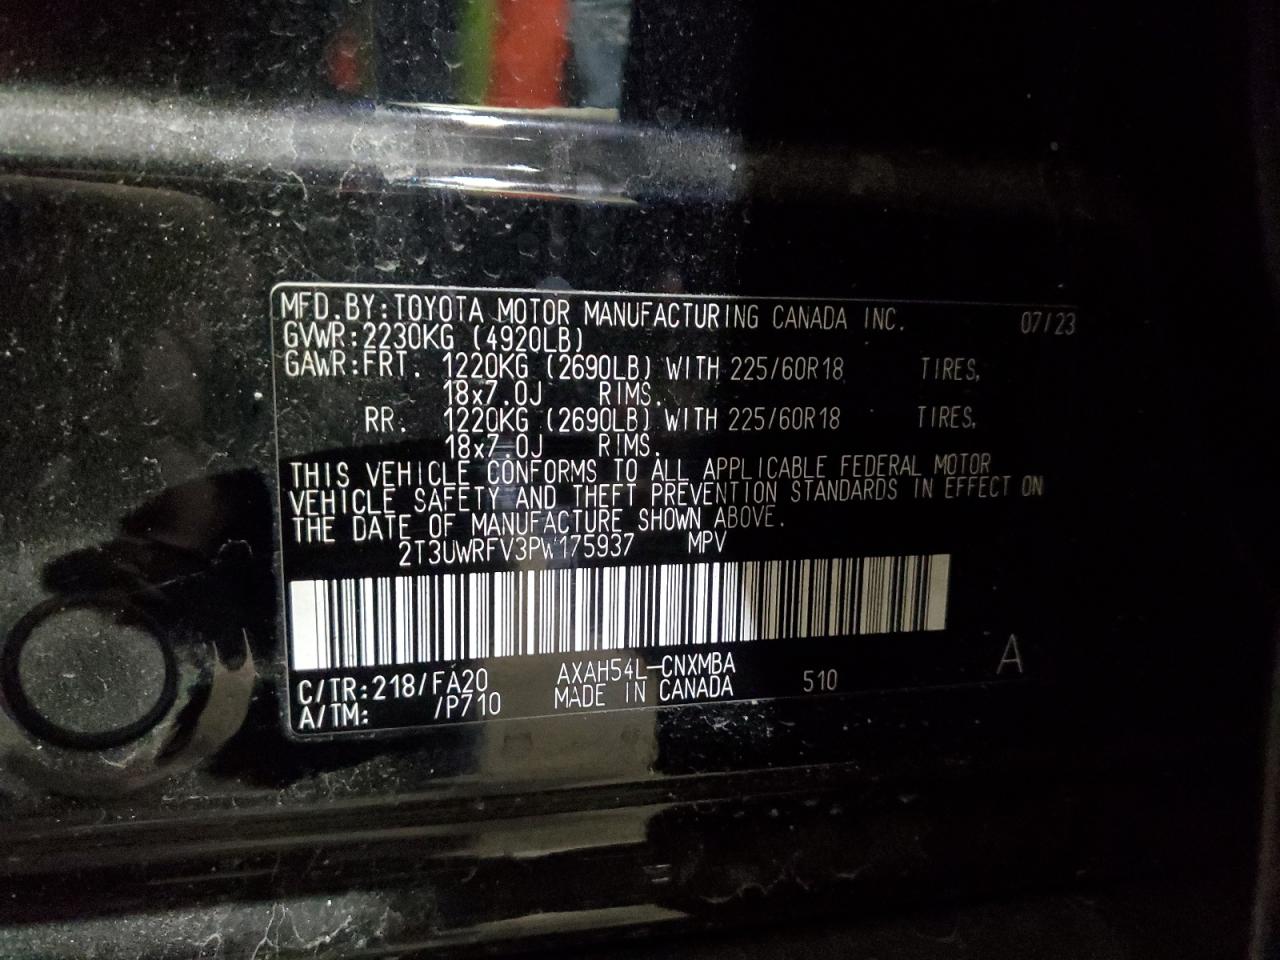 MFD.BY:TOYOTA MOTOR MANUFACTURING CANADA INC. 07/23
GVWR:2230KG (4920LB)
GAWR:FRT. 1220KG (2690LB) WITH 225/60R18 TIRES,
18x7.0J RIMS.
RR. 1220KG (2690LB) WITH 225/60R18 TIRES,
18x7.0J RIMS.
THIS VEHICLE CONFORMS TO ALL APPLICABLE FEDERAL MOTOR
VEHICLE SAFETY AND THEFT PREVENTION STANDARDS IN EFFECT ON
THE DATE OF MANUFACTURE SHOWN ABOVE.
2T3UWRFV3PW175937 MPV
C/TR:218/FA20 AXAH54L-CNXMBA 510 A
A/TM: /P710 MADE IN CANADA